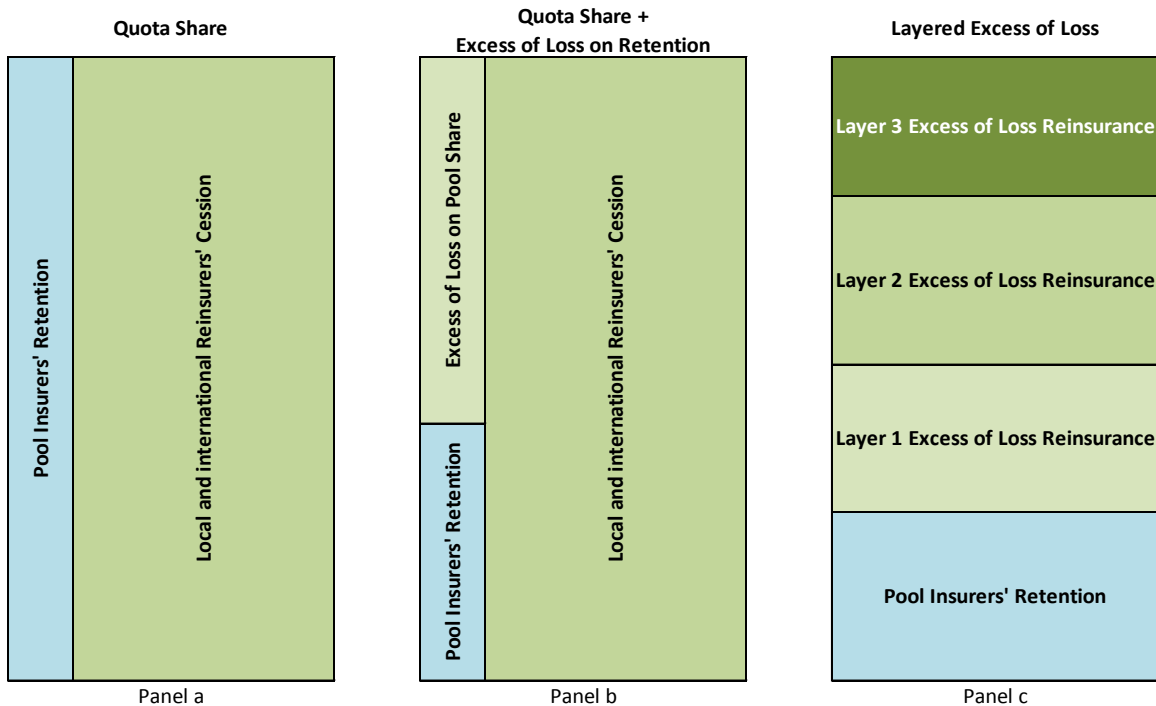 Quota Share
Pool Insurers' Retention
Local and international Reinsurers' Cession
Panel a
Quota Share +
Excess of Loss on Retention
Excess of Loss on Pool Share
Pool Insurers' Retention
Local and international Reinsurers' Cession
Panel b
Layered Excess of Loss
Layer 3 Excess of Loss Reinsurance
Layer 2 Excess of Loss Reinsurance
Layer 1 Excess of Loss Reinsurance
Pool Insurers' Retention
Panel c